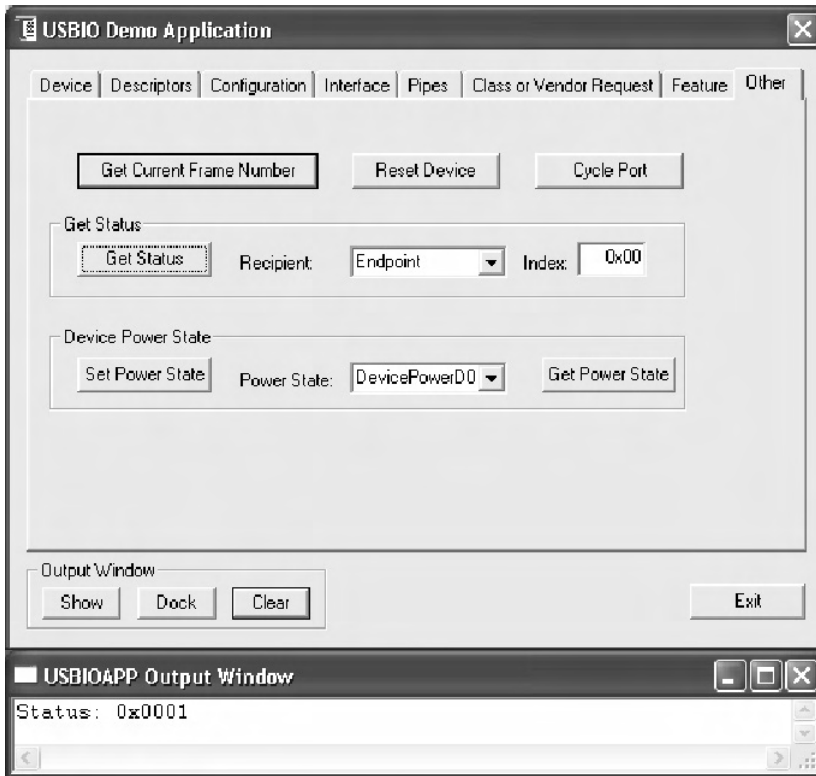 USBIO Demo Application
Device Descriptors Configuration Interface Pipes Class or Vendor Request Feature Other
Get Current Frame Number Reset Device Cycle Port
Get Status
Get Status Recipient: Endpoint Index: 0x00
Device Power State
Set Power State Power State: DevicePowerD0 Get Power State
Output Window
Show Dock Clear Exit
USBIOAPP Output Window
Status: 0x0001